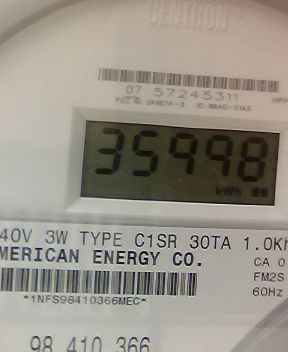 CENTRON
07 57245311
35998
kWh
40V 3W TYPE C1SR 30TA 1.0Kh
MERICAN ENERGY CO.
CA 0
FM2S
60Hz
*1NFS98410366MEC*
98 410 366